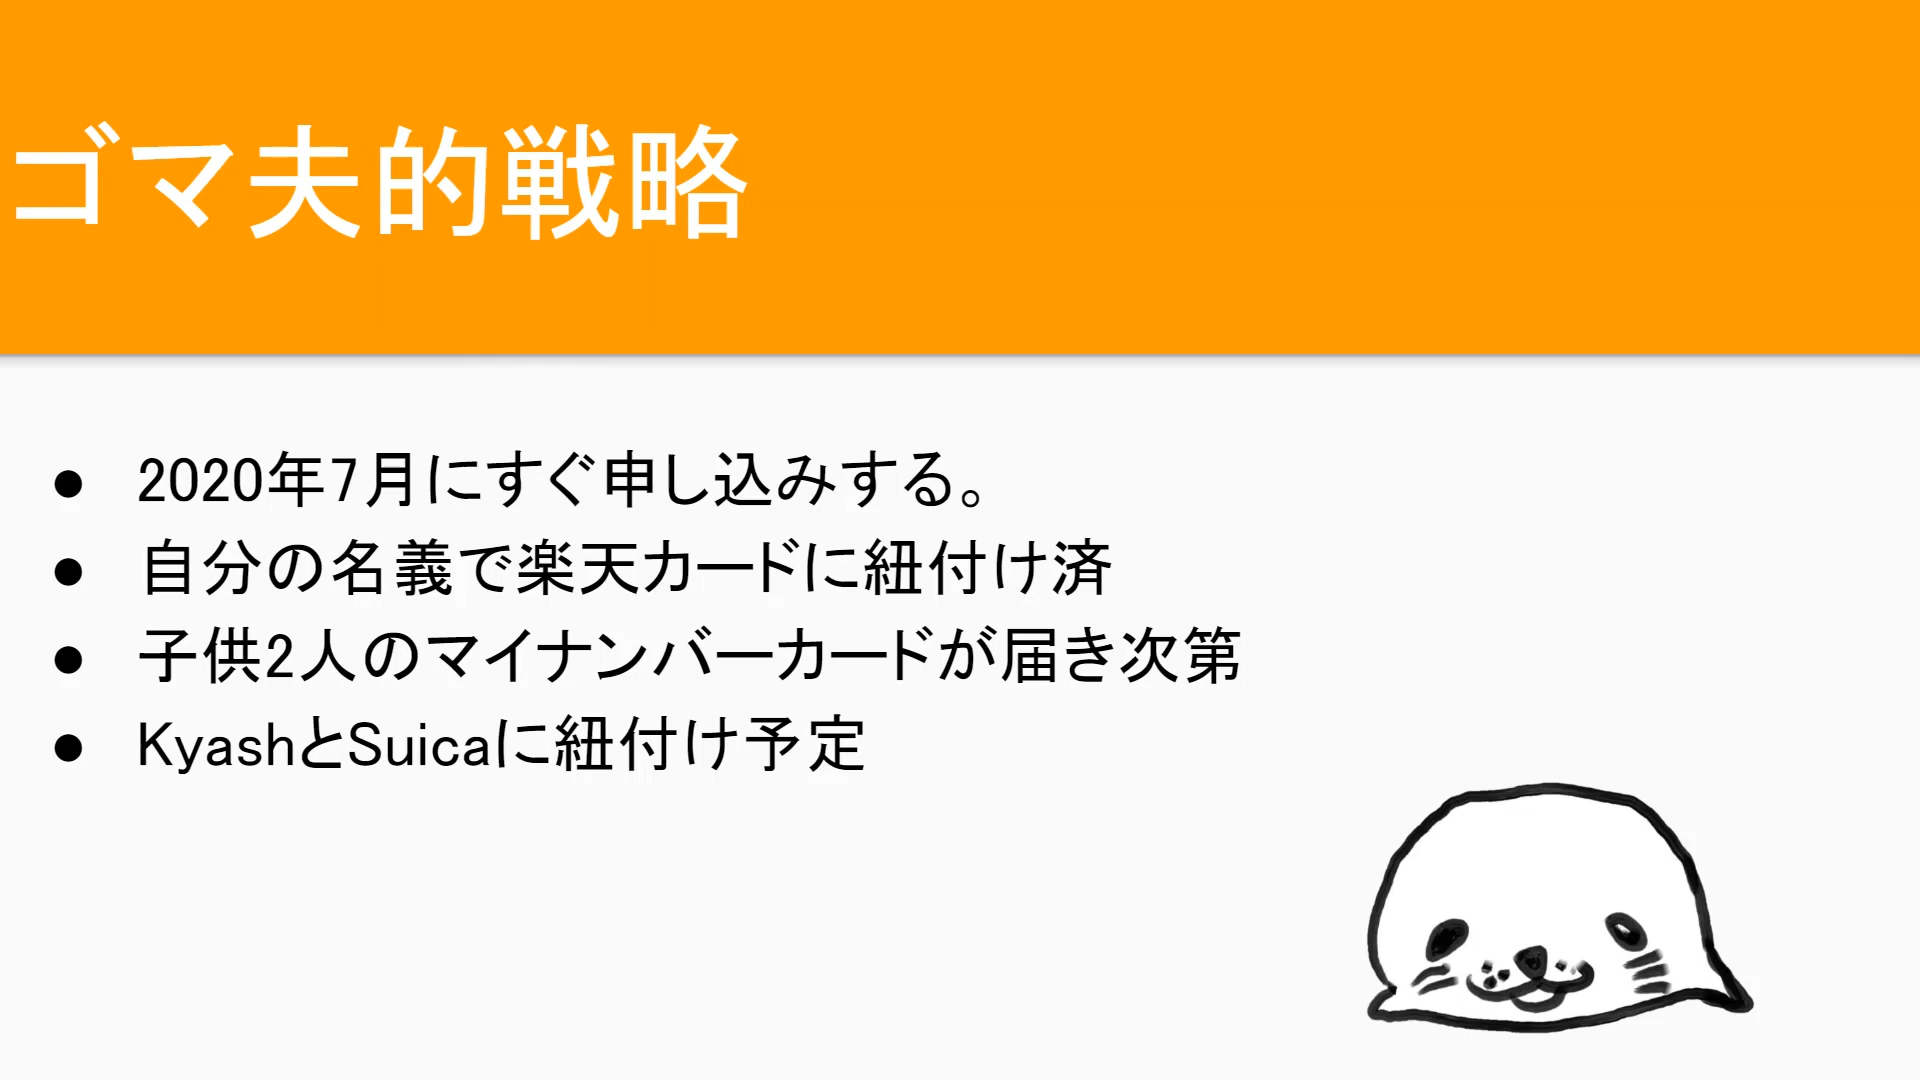 ゴマ夫的戦略
● 2020年7月にすぐ申し込みする。
● 自分の名義で楽天カードに紐付け済
● 子供2人のマイナンバーカードが届き次第
● KyashとSuicaに紐付け予定